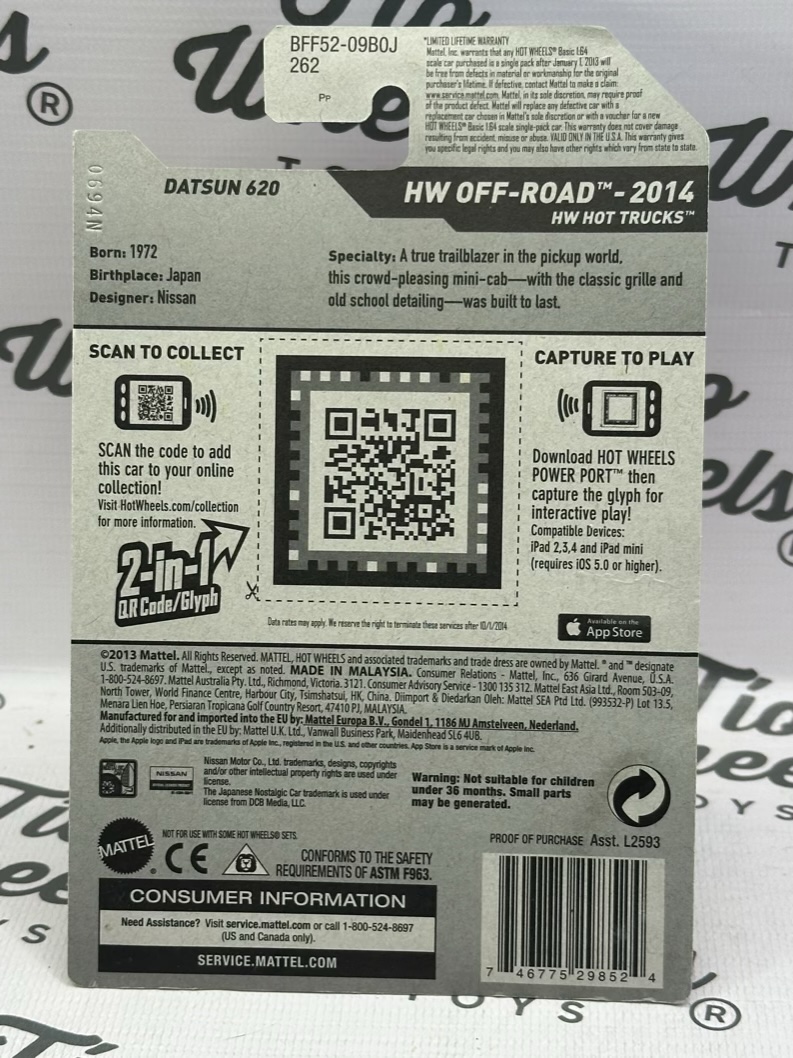 BFF52-09B0J
262
PP
*LIMITED LIFETIME WARRANTY
Mattel, Inc. warrants that any HOT WHEELS® Basic 1:64
scale car purchased in a single pack after January 1, 2013 will
be free from defects in material or workmanship for the original
purchaser's lifetime. If defective, contact Mattel to make a claim:
www.service.mattel.com. Mattel, in its sole discretion, may require proof
of the product defect. Mattel will replace any defective car with a
replacement car chosen in Mattel's sole discretion or with a voucher for a new
HOT WHEELS® Basic 1:64 scale single-pack car. This warranty does not cover damage
resulting from accident, misuse or abuse. VALID ONLY IN THE U.S.A. This warranty gives
you specific legal rights and you may also have other rights which vary from state to state.
0694N
DATSUN 620
HW OFF-ROAD™- 2014
HW HOT TRUCKS™
Born: 1972
Birthplace: Japan
Designer: Nissan
Specialty: A true trailblazer in the pickup world,
this crowd-pleasing mini-cab—with the classic grille and
old school detailing—was built to last.
SCAN TO COLLECT
SCAN the code to add
this car to your online
collection!
Visit HotWheels.com/collection
for more information.
2-in-1
QR Code/Glyph
CAPTURE TO PLAY
Download HOT WHEELS
POWER PORT™ then
capture the glyph for
interactive play!
Compatible Devices:
iPad 2,3,4 and iPad mini
(requires iOS 5.0 or higher).
Data rates may apply. We reserve the right to terminate these services after 10/1/2014
Available on the
App Store
©2013 Mattel. All Rights Reserved. MATTEL, HOT WHEELS and associated trademarks and trade dress are owned by Mattel. ® and ™ designate
U.S. trademarks of Mattel, except as noted. MADE IN MALAYSIA. Consumer Relations - Mattel, Inc., 636 Girard Avenue, U.S.A.
1-800-524-8697. Mattel Australia Pty. Ltd., Richmond, Victoria. 3121. Consumer Advisory Service - 1300 135 312. Mattel East Asia Ltd., Room 503-09,
North Tower, World Finance Centre, Harbour City, Tsimshatsui, HK, China. Diimport & Diedarkan Oleh: Mattel SEA Ptd Ltd. (993532-P) Lot 13.5,
Menara Lien Hoe, Persiaran Tropicana Golf Country Resort, 47410 PJ, MALAYSIA.
Manufactured for and imported into the EU by: Mattel Europa B.V., Gondel 1, 1186 MJ Amstelveen, Nederland.
Additionally distributed in the EU by: Mattel U.K. Ltd., Vanwall Business Park, Maidenhead SL6 4UB.
Apple, the Apple logo and iPad are trademarks of Apple Inc., registered in the U.S. and other countries. App Store is a service mark of Apple Inc.
NISSAN
Nissan Motor Co., Ltd. trademarks, designs, copyrights
and/or other intellectual property rights are used under
license.
The Japanese Nostalgic Car trademark is used under
license from DCB Media, LLC.
Warning: Not suitable for children
under 36 months. Small parts
may be generated.
MATTEL
NOT FOR USE WITH SOME HOT WHEELS® SETS.
CE
CONFORMS TO THE SAFETY
REQUIREMENTS OF ASTM F963.
PROOF OF PURCHASE Asst. L2593
CONSUMER INFORMATION
Need Assistance? Visit service.mattel.com or call 1-800-524-8697
(US and Canada only).
SERVICE.MATTEL.COM
7 46775 29852 4
TOYS ®